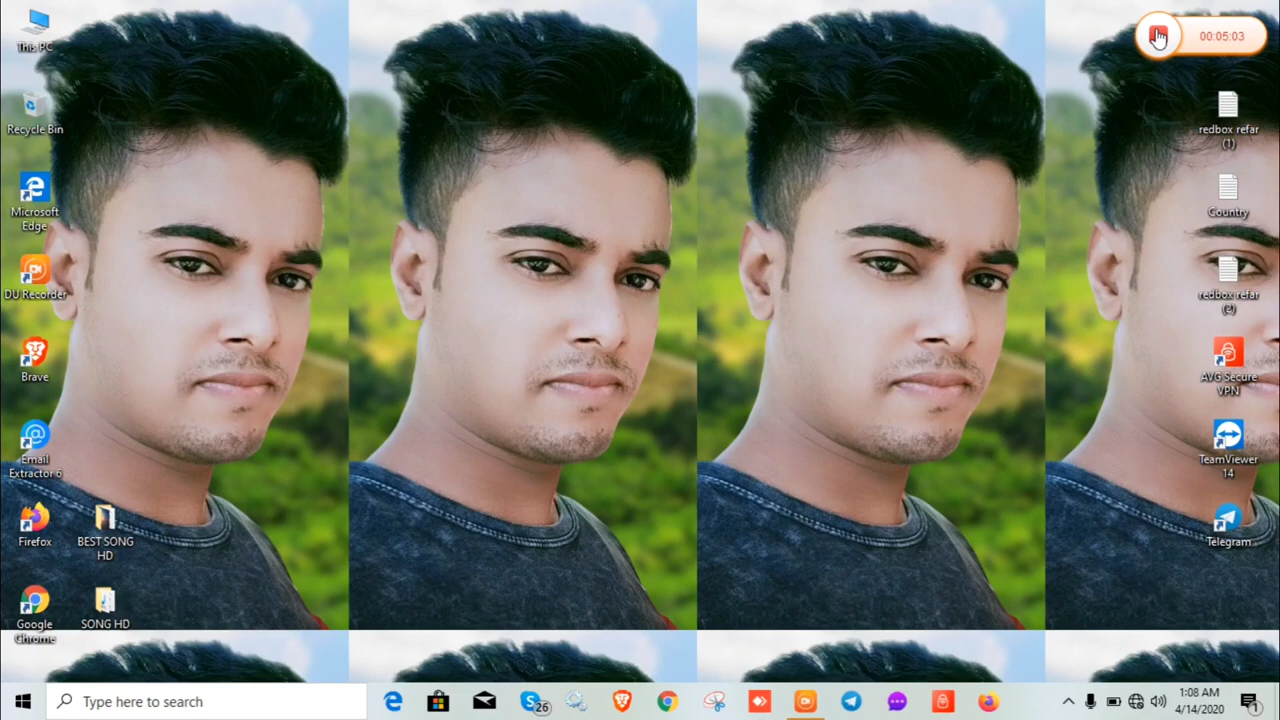 This PC
Recycle Bin
Microsoft
Edge
DU Recorder
Brave
Email
Extractor 6
Firefox
BEST SONG
HD
Google
Chrome
SONG HD
00:05:03
redbox refar
(1)
Country
redbox refar
(2)
AVG Secure
VPN
TeamViewer
14
Telegram
Type here to search
26
1:08 AM
4/14/2020
1